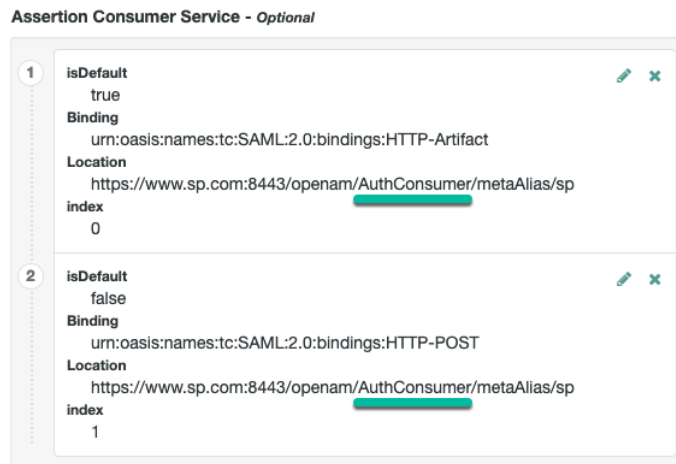 Assertion Consumer Service - Optional
1
isDefault
true
Binding
urn:oasis:names:tc:SAML:2.0:bindings:HTTP-Artifact
Location
https://www.sp.com:8443/openam/AuthConsumer/metaAlias/sp
index
0
2
isDefault
false
Binding
urn:oasis:names:tc:SAML:2.0:bindings:HTTP-POST
Location
https://www.sp.com:8443/openam/AuthConsumer/metaAlias/sp
index
1